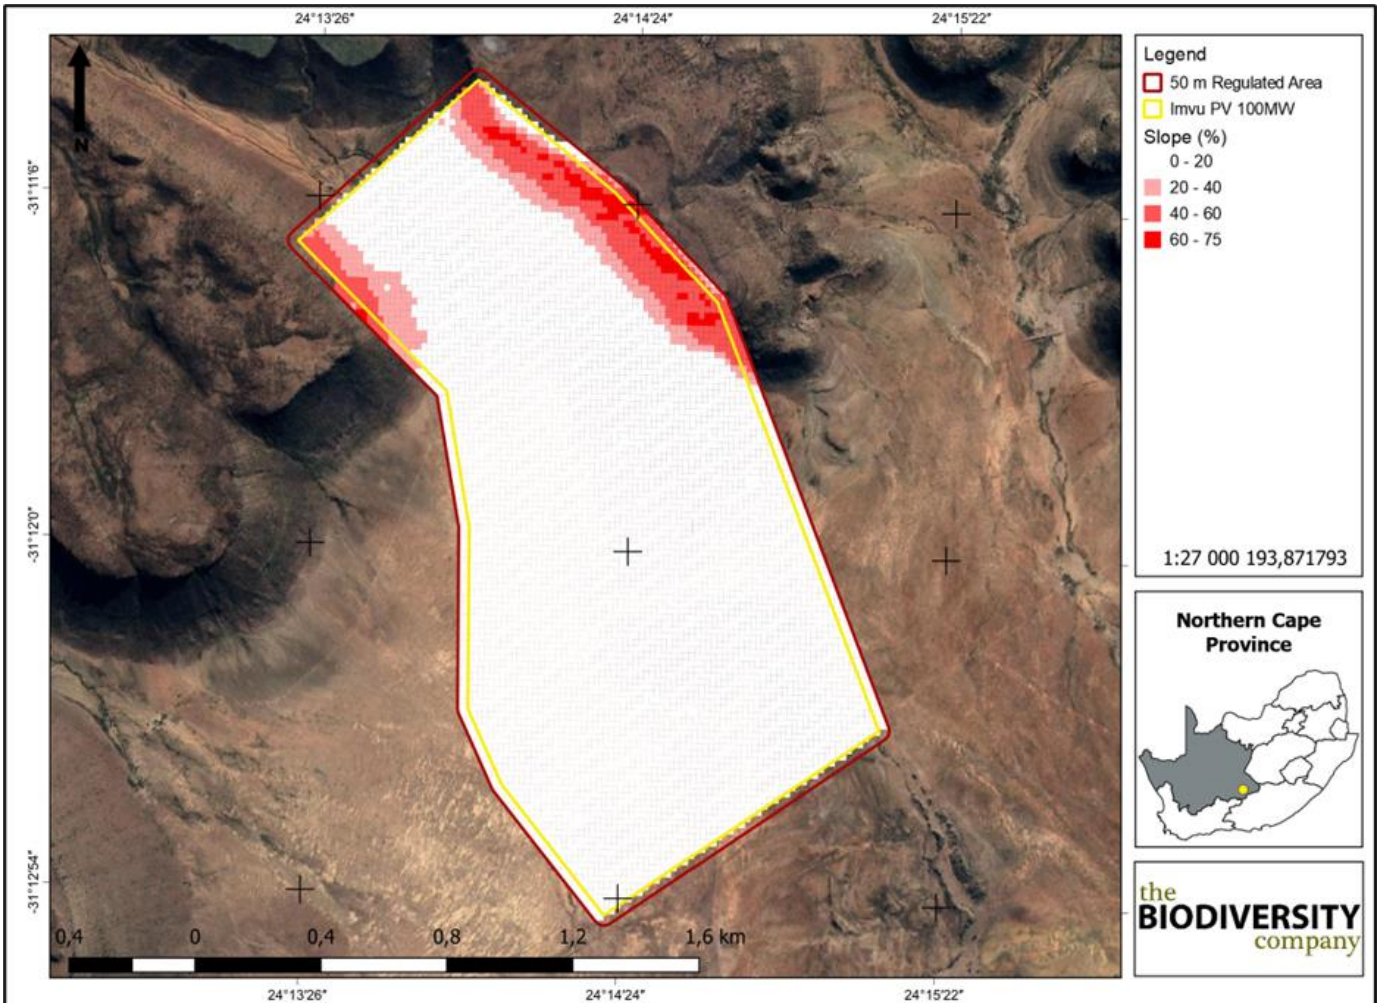 24°13'26" 24°14'24" 24°15'22"
Legend
50 m Regulated Area
Imvu PV 100MW
Slope (%)
0 - 20
20 - 40
40 - 60
60 - 75
N
-31°11'6"
-31°12'0"
-31°12'54"
1:27 000 193,871793
Northern Cape
Province
the
BIODIVERSITY
company
0,4 0 0,4 0,8 1,2 1,6 km
24°13'26" 24°14'24" 24°15'22"